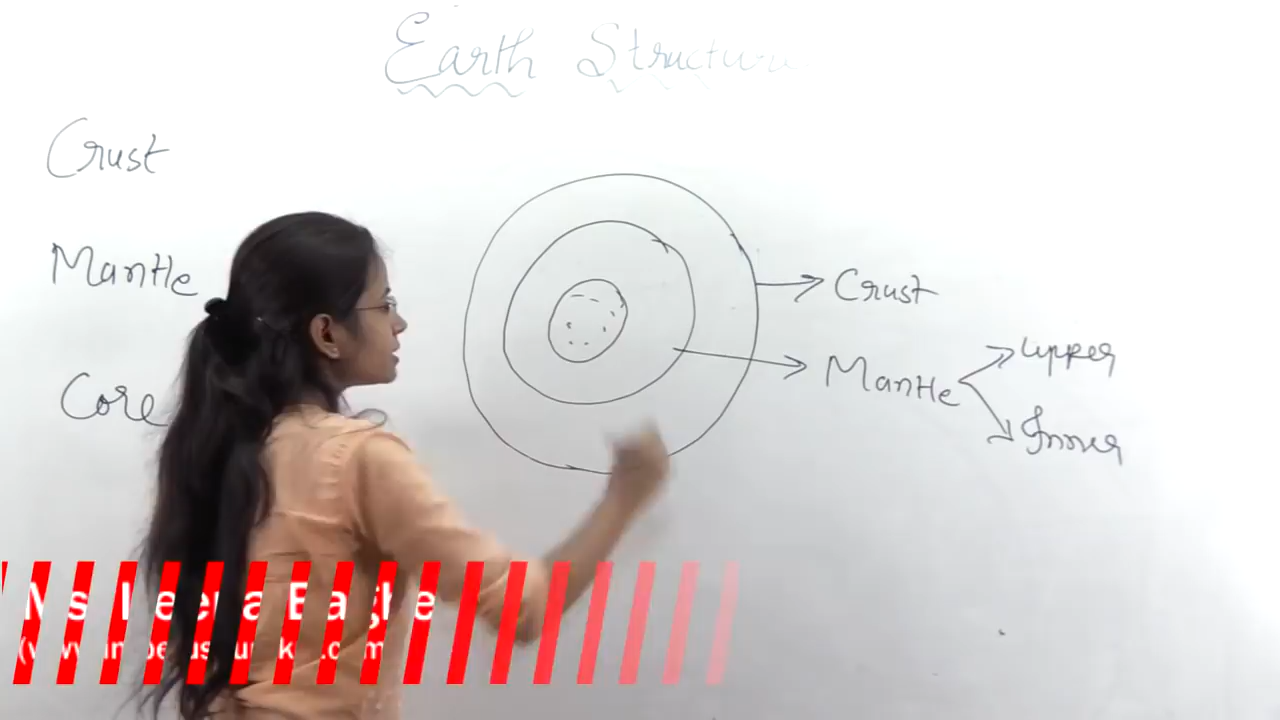 Earth Structure
Crust
Mantle
Core
Crust
Mantle
Upper
Inner